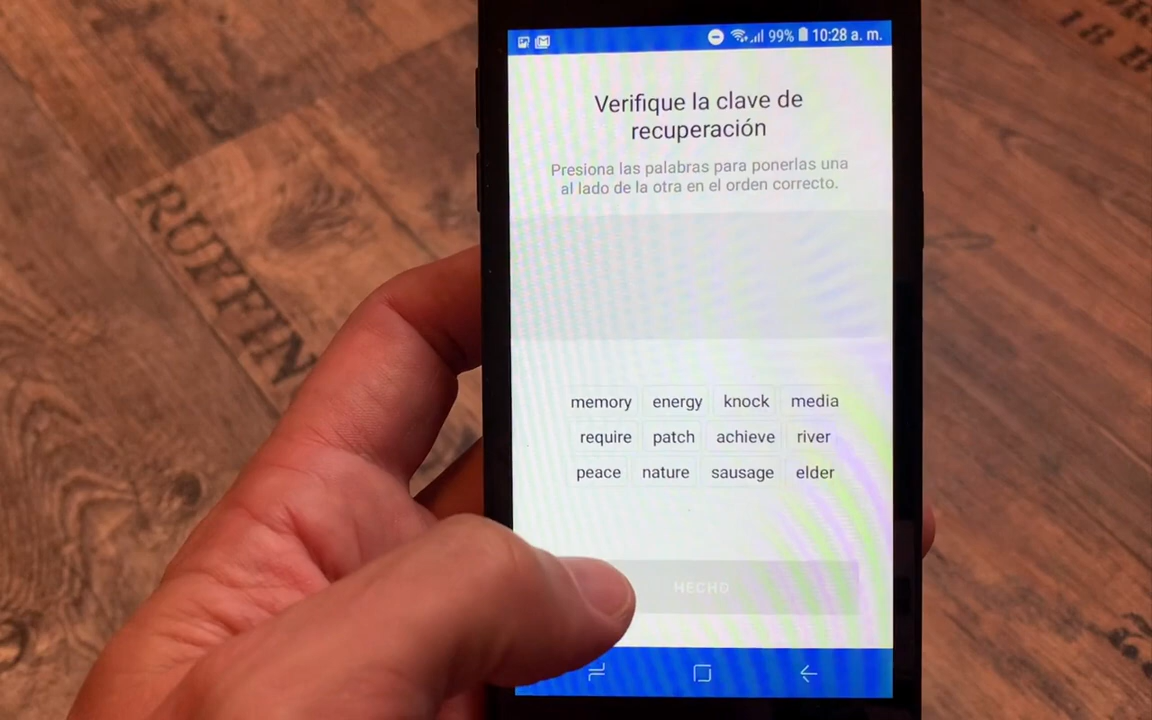 99% 10:28 a. m.
Verifique la clave de
recuperación
Presiona las palabras para ponerlas una
al lado de la otra en el orden correcto.
RUFFIN
18 B
memory energy knock media
require patch achieve river
peace nature sausage elder
HECHO